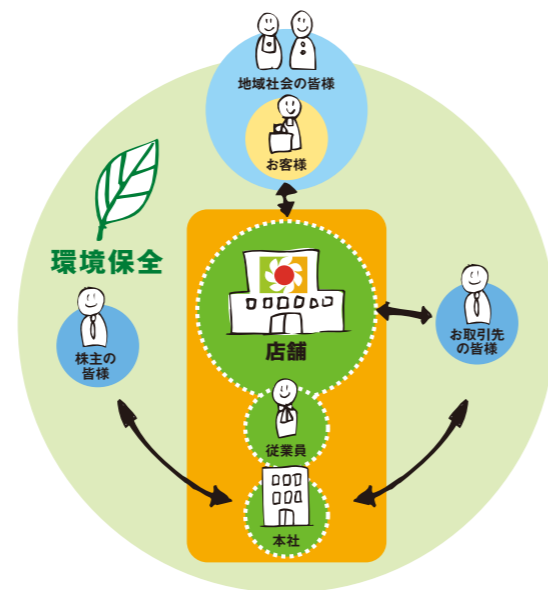 地域社会の皆様
お客様
環境保全
店舗
株主の
皆様
お取引先
の皆様
従業員
本社